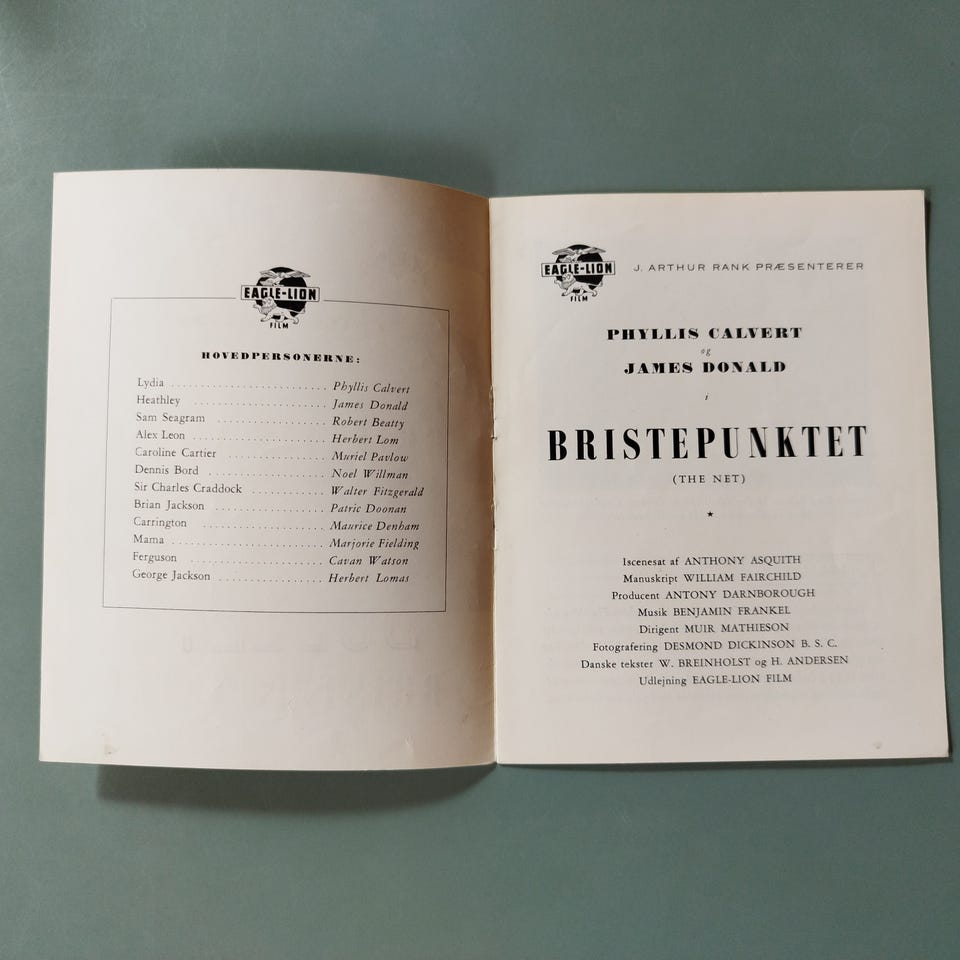 EAGLE-LION
FILM
HOVEDPERSONERNE:
Lydia ........................ Phyllis Calvert
Heathley .................... James Donald
Sam Seagram ................ Robert Beatty
Alex Leon .................... Herbert Lom
Caroline Cartier .............. Muriel Pavlow
Dennis Bord ................. Noel Willman
Sir Charles Craddock ........... Walter Fitzgerald
Brian Jackson ................ Patric Doonan
Carrington .................. Maurice Denham
Mama ....................... Marjorie Fielding
Ferguson .................... Cavan Watson
George Jackson ............... Herbert Lomas
EAGLE-LION
FILM
J. ARTHUR RANK PRÆSENTERER
PHYLLIS CALVERT
og
JAMES DONALD
i
BRISTEPUNKTET
(THE NET)
Iscenesat af ANTHONY ASQUITH
Manuskript WILLIAM FAIRCHILD
Producent ANTONY DARNBOROUGH
Musik BENJAMIN FRANKEL
Dirigent MUIR MATHIESON
Fotografering DESMOND DICKINSON B. S. C.
Danske tekster W. BREINHOLST og H. ANDERSEN
Udlejning EAGLE-LION FILM